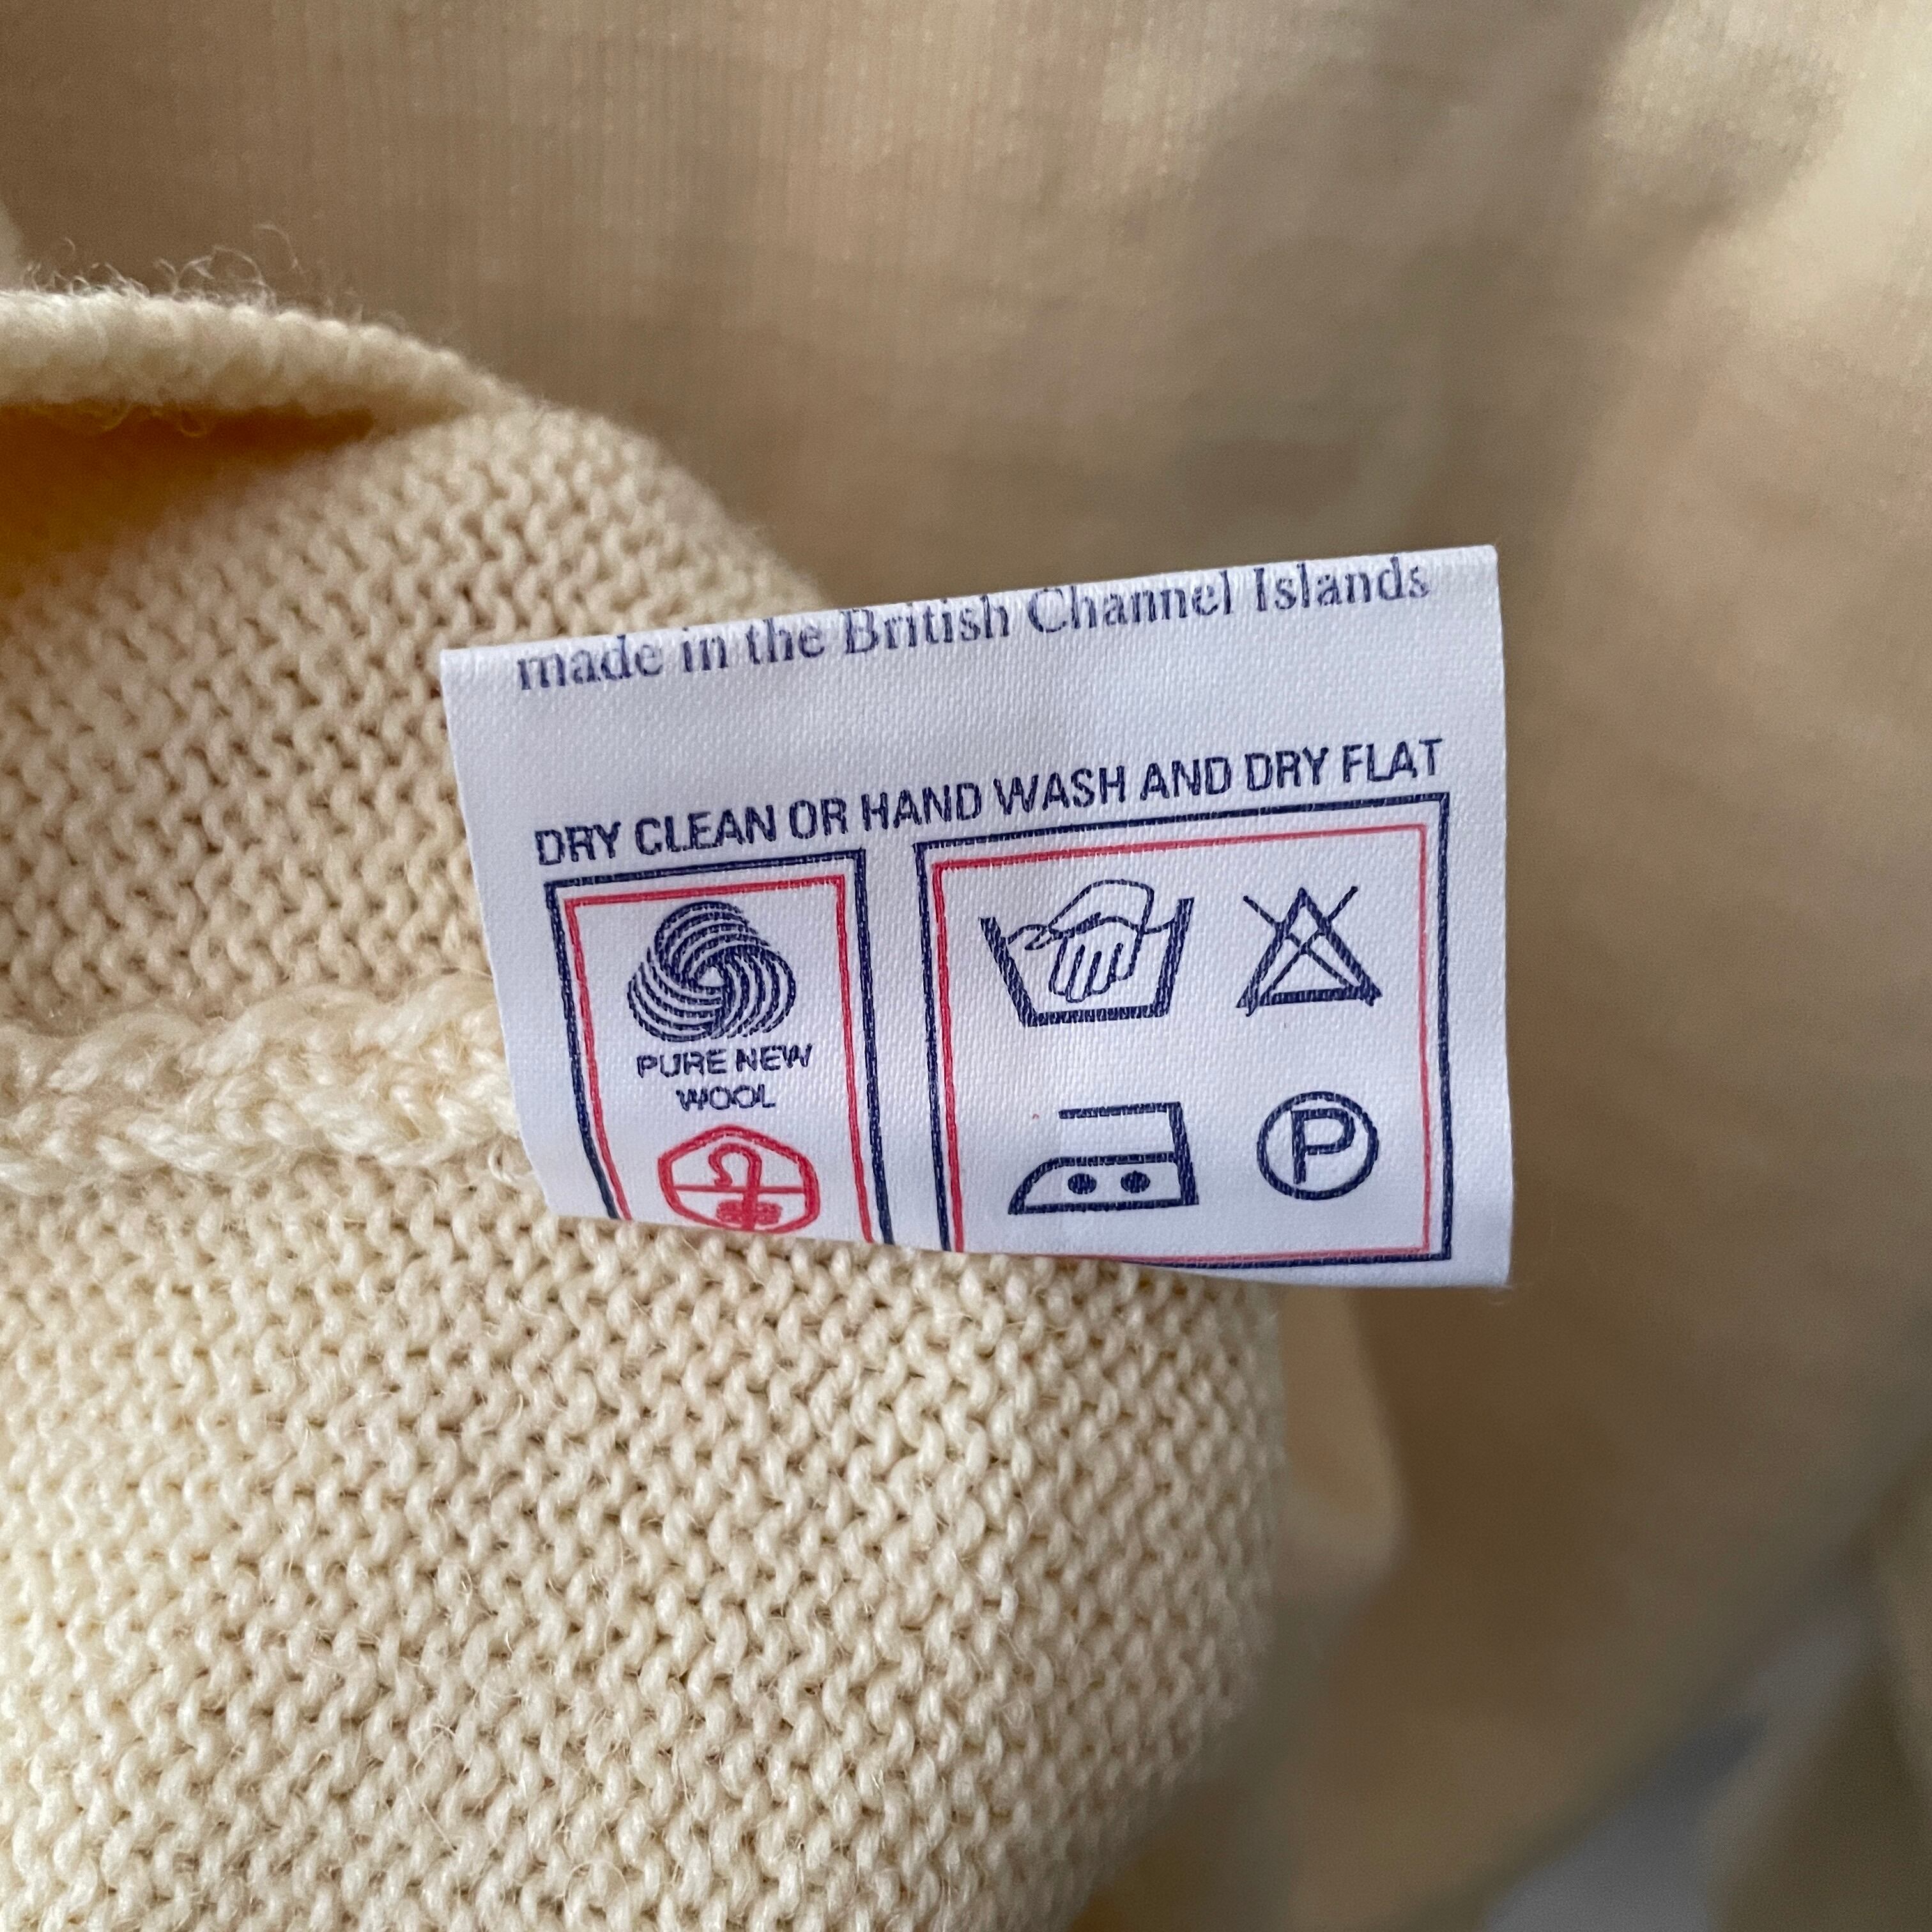 made in the British Channel Islands
DRY CLEAN OR HAND WASH AND DRY FLAT
PURE NEW
WOOL
P